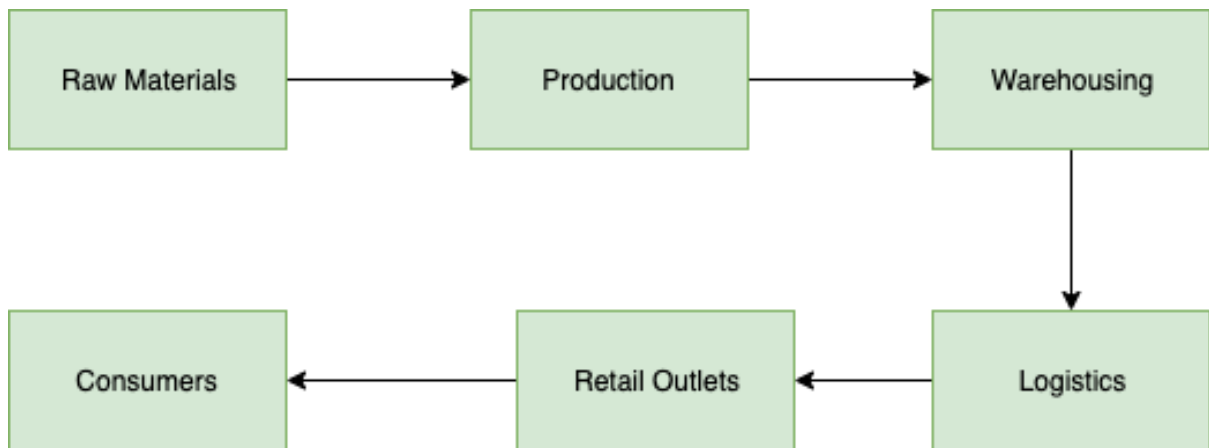 Raw Materials
Production
Warehousing
Consumers
Retail Outlets
Logistics